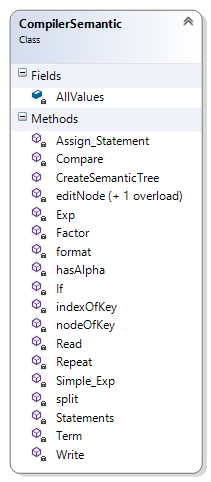 CompilerSemantic
Class
Fields
AllValues
Methods
Assign_Statement
Compare
CreateSemanticTree
editNode (+ 1 overload)
Exp
Factor
format
hasAlpha
If
indexOfKey
nodeOfKey
Read
Repeat
Simple_Exp
split
Statements
Term
Write